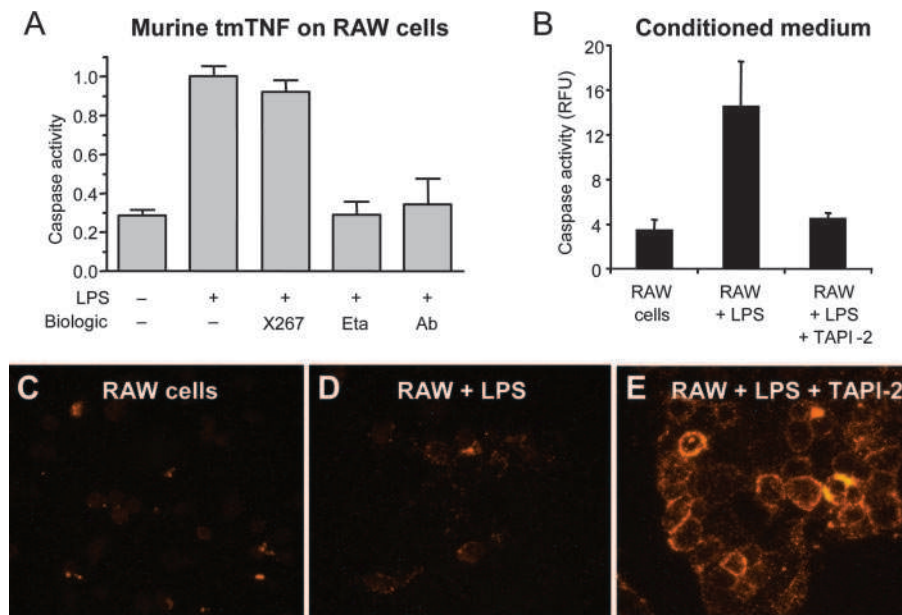 A Murine tmTNF on RAW cells
Caspase activity
1.0
0.8
0.6
0.4
0.2
0.0
LPS – + + + +
Biologic – – X267 Eta Ab
B Conditioned medium
Caspase activity (RFU)
20
16
12
8
4
0
RAW
cells
RAW
+ LPS
RAW
+ LPS
+ TAPI -2
C RAW cells
D RAW + LPS
E RAW + LPS + TAPI-2